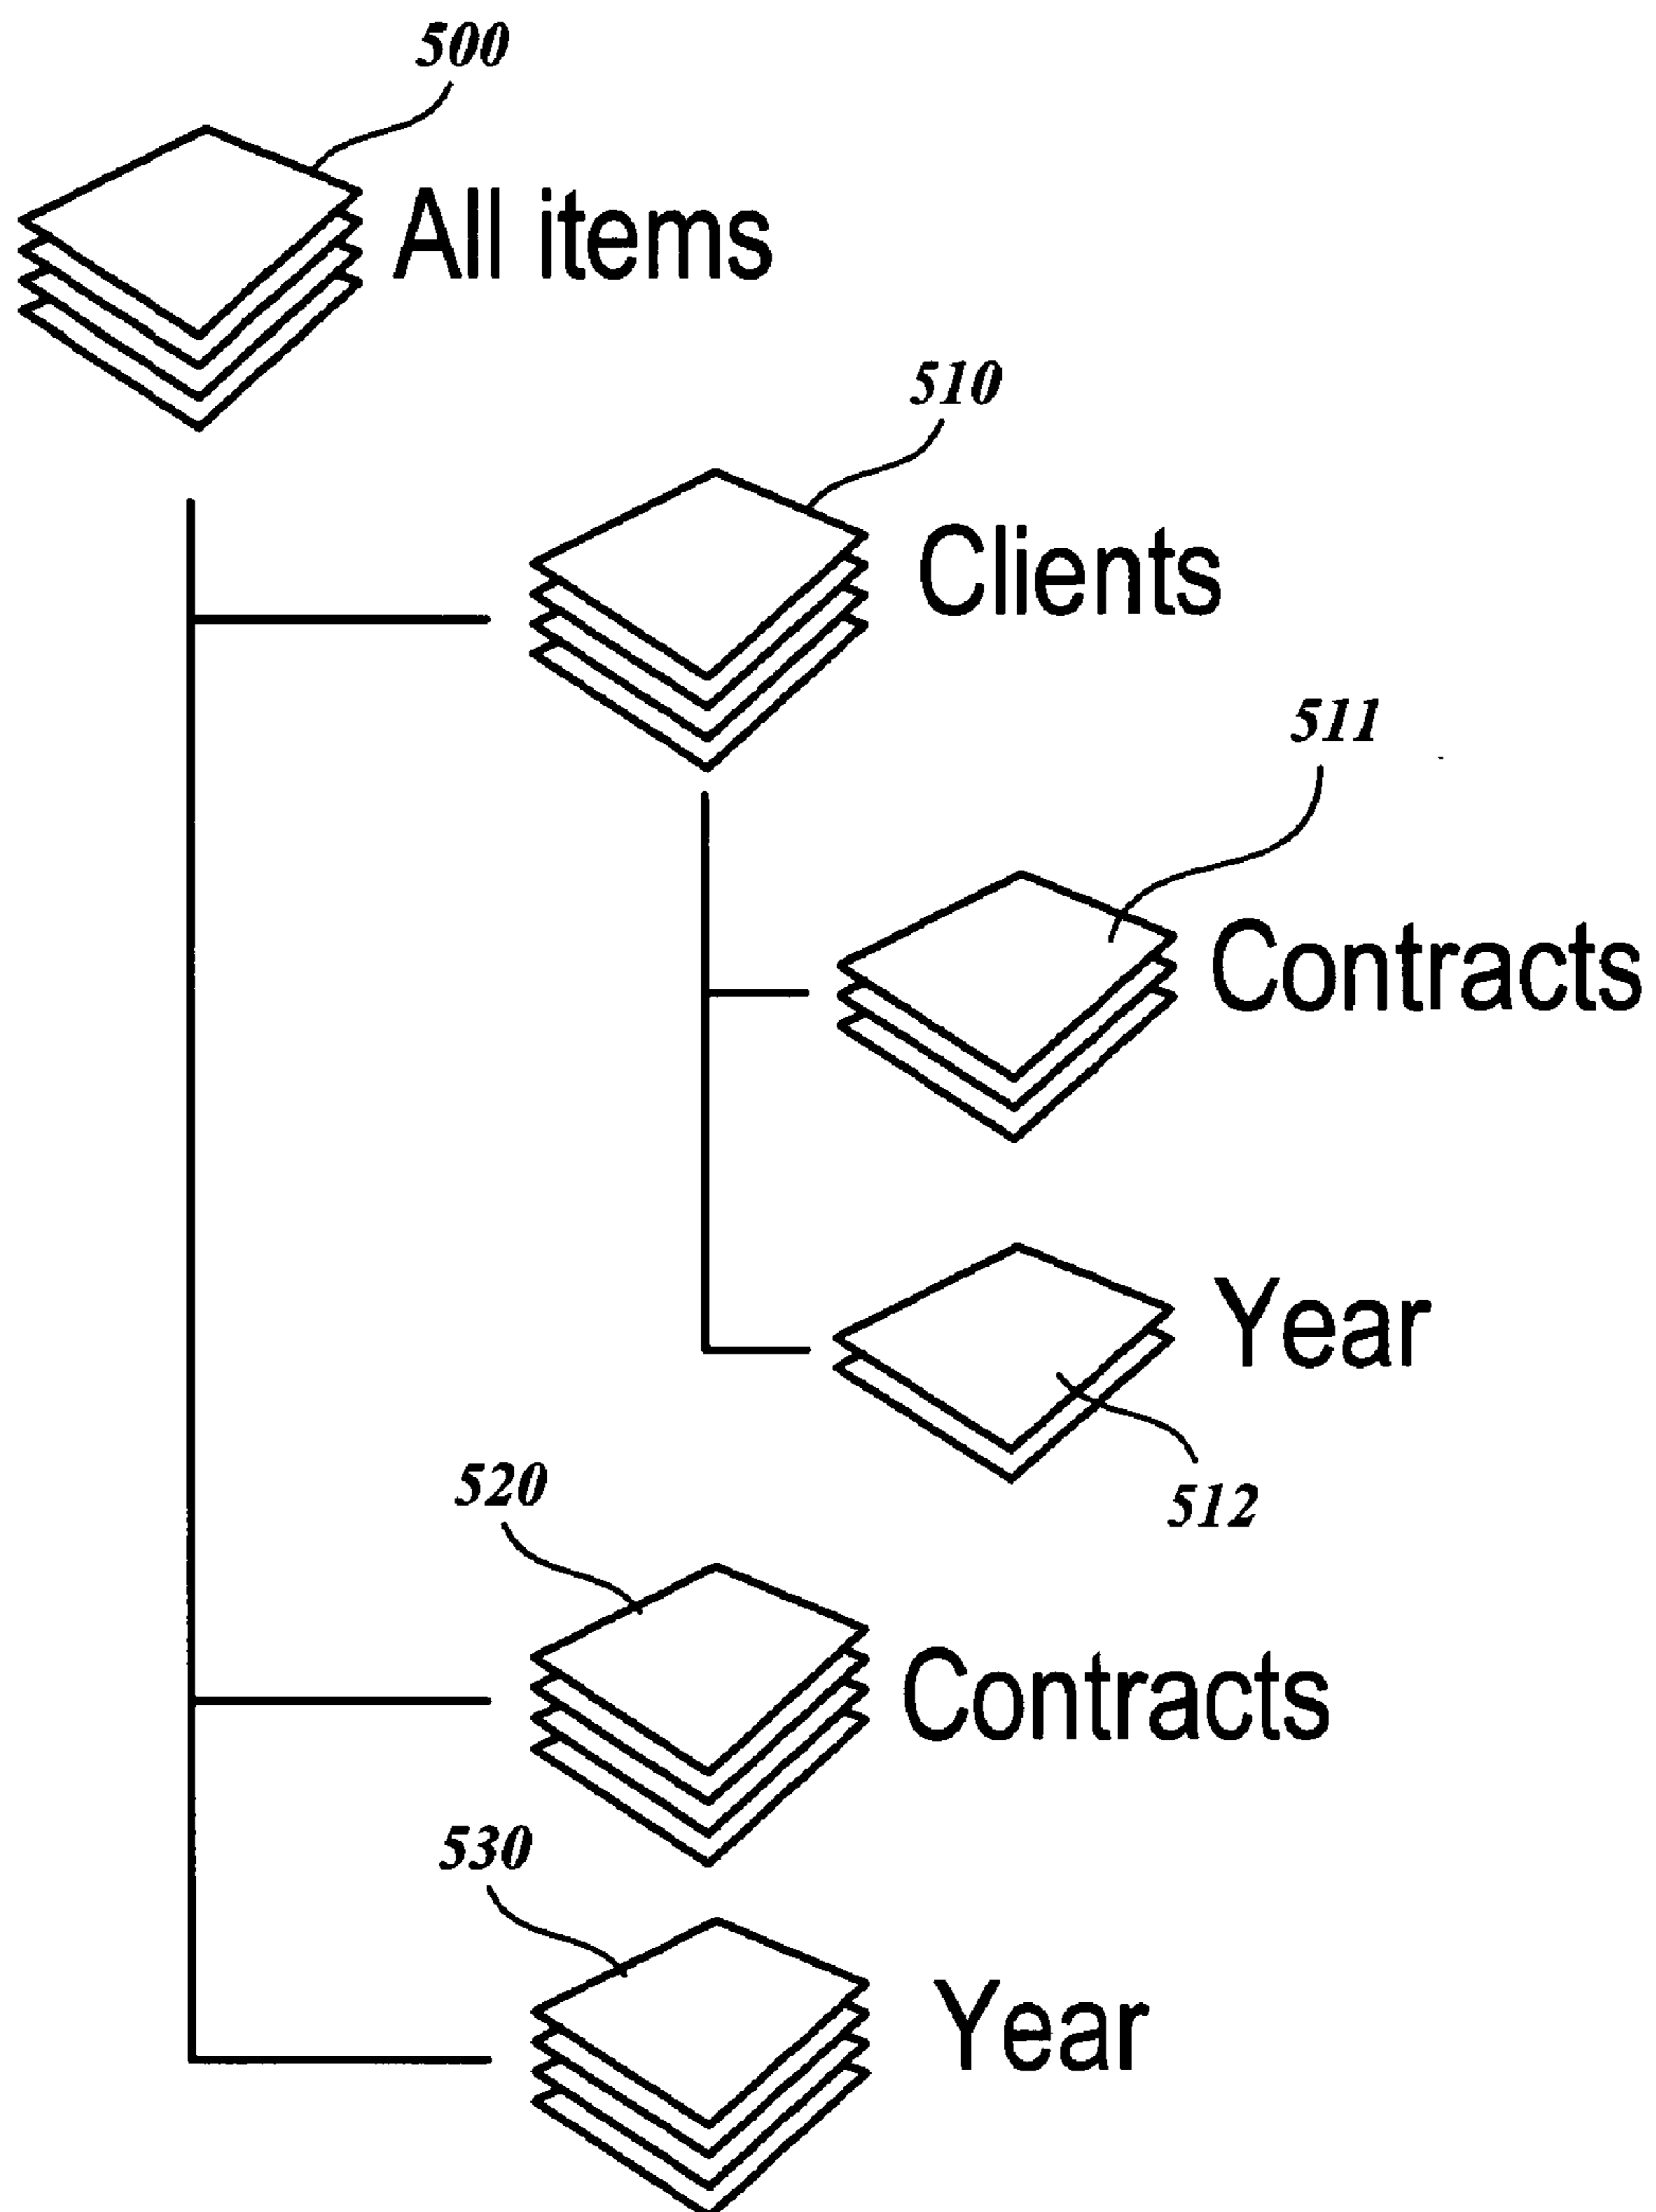 500
All items
510
Clients
511
Contracts
Year
512
520
Contracts
530
Year